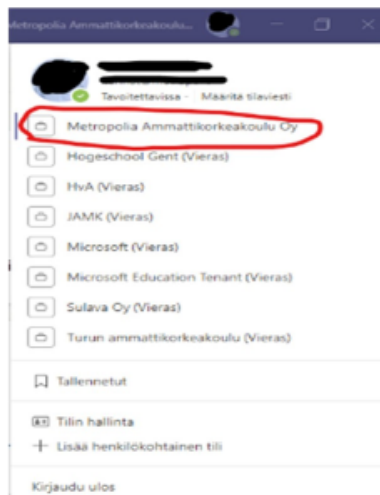 Metropolia Ammattikorkeakoulu...
Tavoitettavissa · Määritä tilaviesti
Metropolia Ammattikorkeakoulu Oy
Hogeschool Gent (Vieras)
HvA (Vieras)
JAMK (Vieras)
Microsoft (Vieras)
Microsoft Education Tenant (Vieras)
Sulava Oy (Vieras)
Turun ammattikorkeakoulu (Vieras)
Tallennetut
Tilin hallinta
Lisää henkilökohtainen tili
Kirjaudu ulos